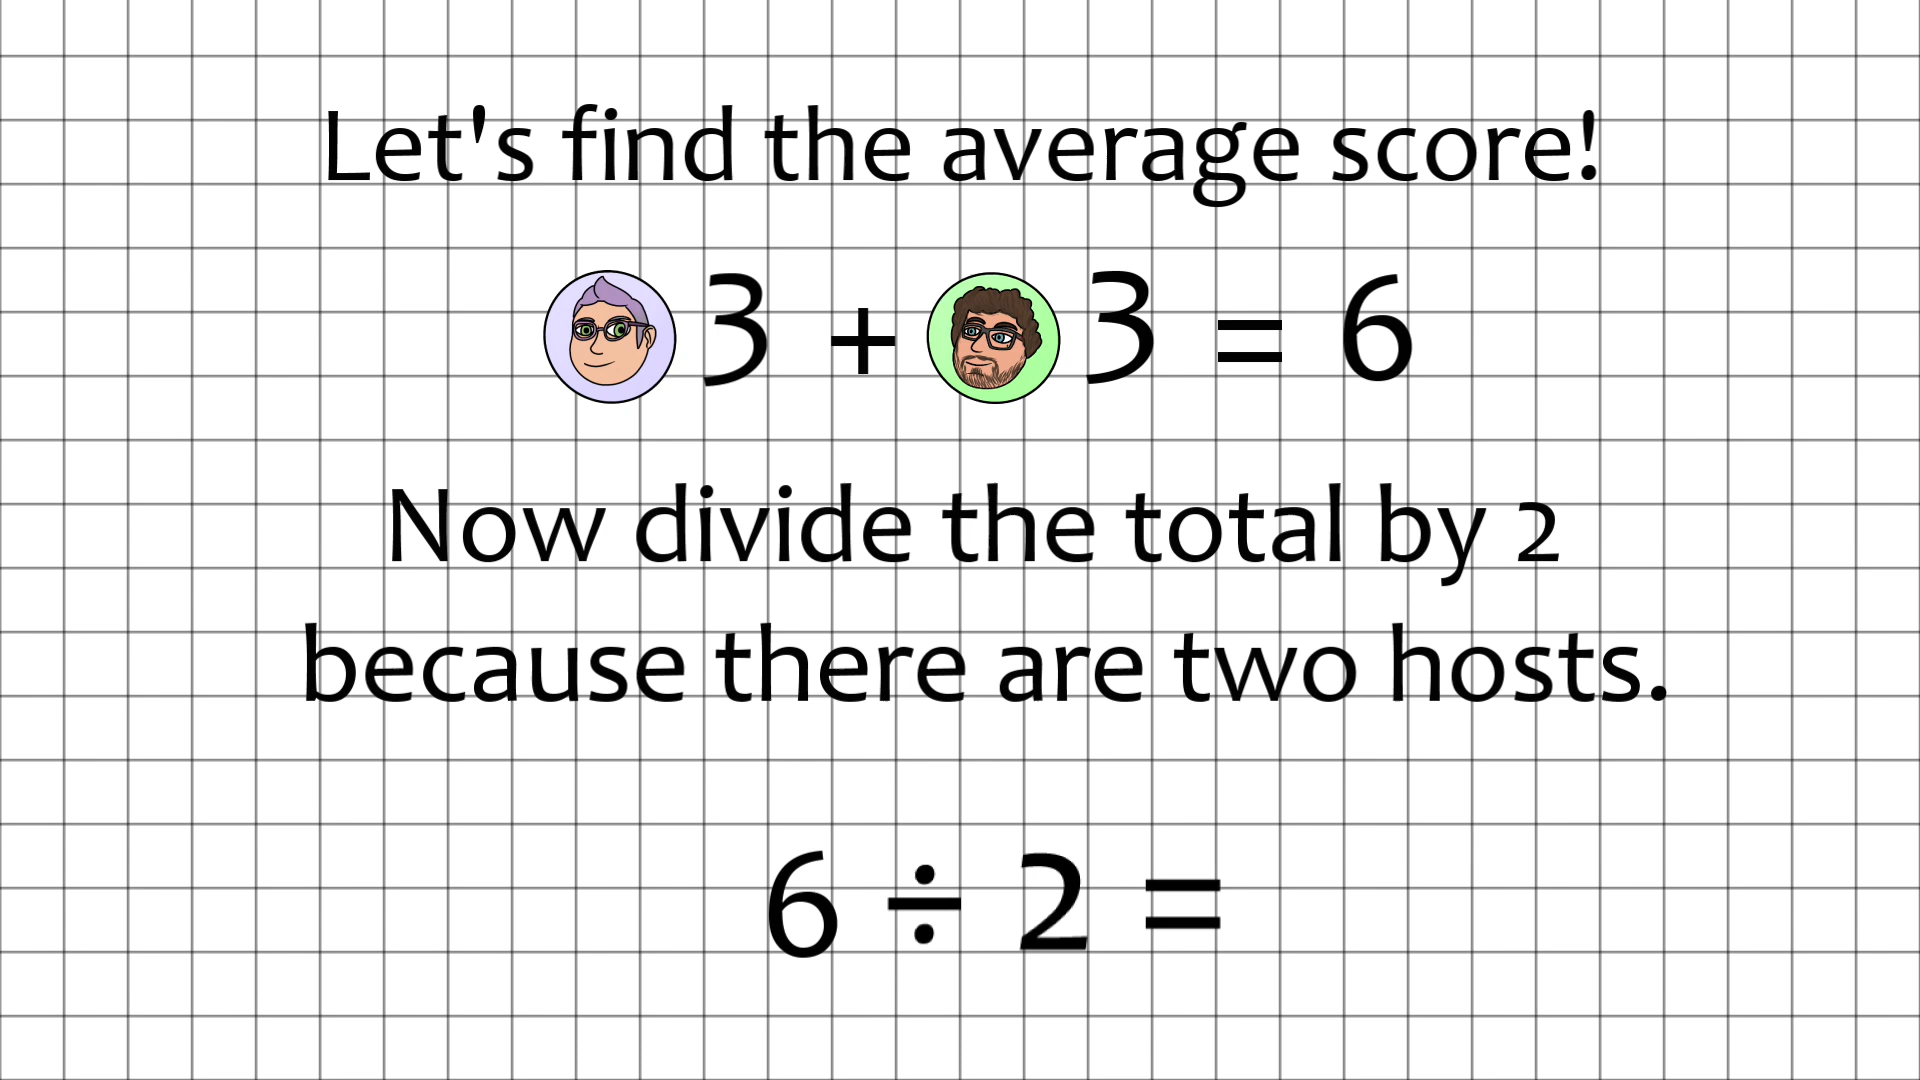 Let's find the average score!
3 + 3 = 6
Now divide the total by 2
because there are two hosts.
6 ÷ 2 =